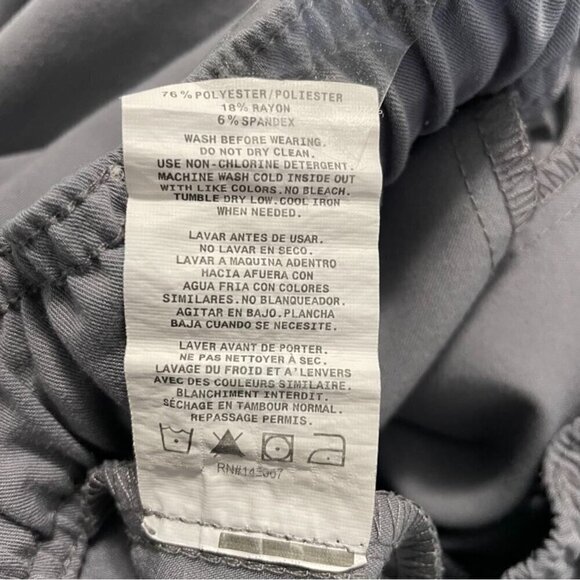 76% POLYESTER/POLIESTER
18% RAYON
6% SPANDEX
WASH BEFORE WEARING.
DO NOT DRY CLEAN.
USE NON-CHLORINE DETERGENT.
MACHINE WASH COLD INSIDE OUT
WITH LIKE COLORS. NO BLEACH.
TUMBLE DRY LOW. COOL IRON
WHEN NEEDED.
LAVAR ANTES DE USAR.
NO LAVAR EN SECO.
LAVAR A MAQUINA ADENTRO
HACIA AFUERA CON
AGUA FRIA CON COLORES
SIMILARES. NO BLANQUEADOR.
AGITAR EN BAJO. PLANCHA
BAJA CUANDO SE NECESITE.
LAVER AVANT DE PORTER.
NE PAS NETTOYER À SEC.
LAVAGE DU FROID ET A'LENVERS
AVEC DES COULEURS SIMILAIRE.
BLANCHIMENT INTERDIT.
SÉCHAGE EN TAMBOUR NORMAL.
REPASSAGE PERMIS.